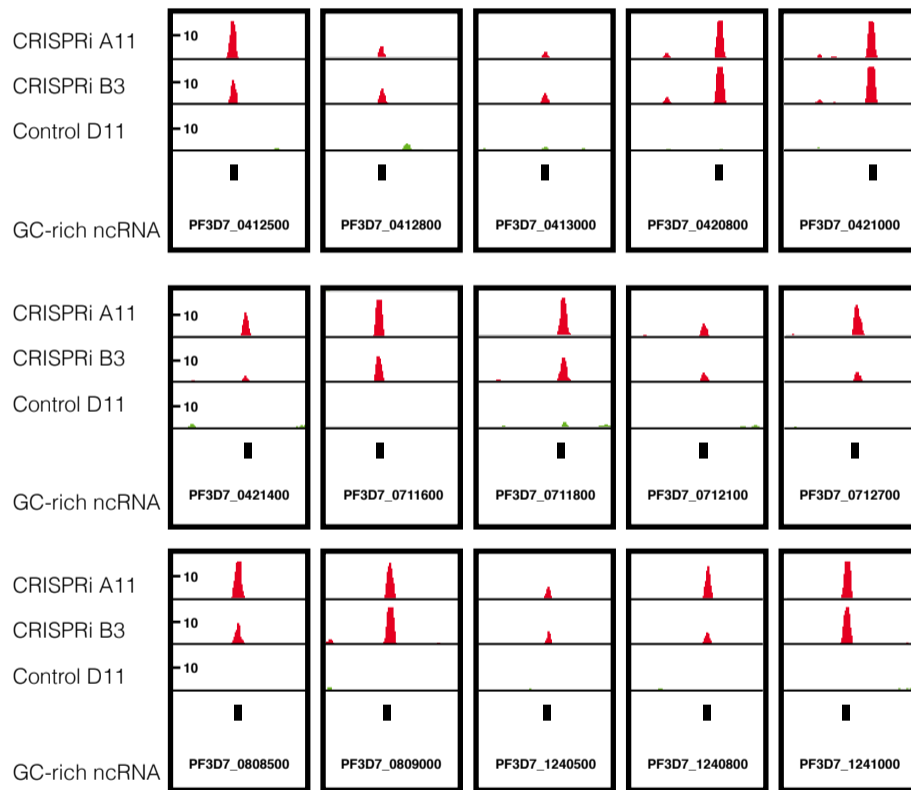 CRISPRi A11
10
CRISPRi B3
10
Control D11
10
GC-rich ncRNA
PF3D7_0412500
PF3D7_0412800
PF3D7_0413000
PF3D7_0420800
PF3D7_0421000
CRISPRi A11
10
CRISPRi B3
10
Control D11
10
GC-rich ncRNA
PF3D7_0421400
PF3D7_0711600
PF3D7_0711800
PF3D7_0712100
PF3D7_0712700
CRISPRi A11
10
CRISPRi B3
10
Control D11
10
GC-rich ncRNA
PF3D7_0808500
PF3D7_0809000
PF3D7_1240500
PF3D7_1240800
PF3D7_1241000